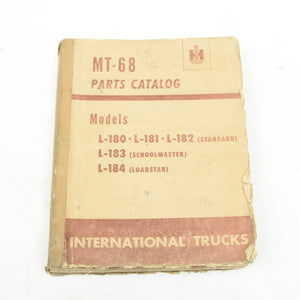 MT-68
PARTS CATALOG
Models
L-180 • L-181 • L-182 (STANDARD)
L-183 (SCHOOLMASTER)
L-184 (LOADSTAR)
INTERNATIONAL TRUCKS